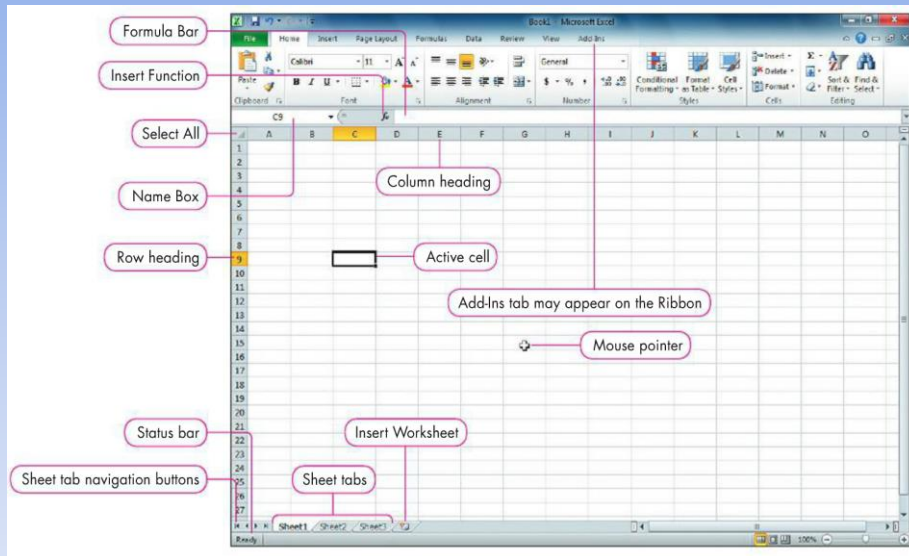 Book1 - Microsoft Excel
File Home Insert Page Layout Formulas Data Review View Add-Ins
Calibri 11 General
Paste
B I U
$ % ,
Conditional Formatting
Format as Table
Cell Styles
Insert
Delete
Format
Sort & Filter
Find & Select
Clipboard Font Alignment Number Styles Cells Editing
C9 fx
A B C D E F G H I J K L M N O
1
2
3
4
5
6
7
8
9
10
11
12
13
14
15
16
17
18
19
20
21
22
23
24
25
26
27
Sheet1 Sheet2 Sheet3
Ready 100%
Formula Bar
Insert Function
Select All
Name Box
Column heading
Row heading
Active cell
Add-Ins tab may appear on the Ribbon
Mouse pointer
Status bar
Insert Worksheet
Sheet tab navigation buttons
Sheet tabs